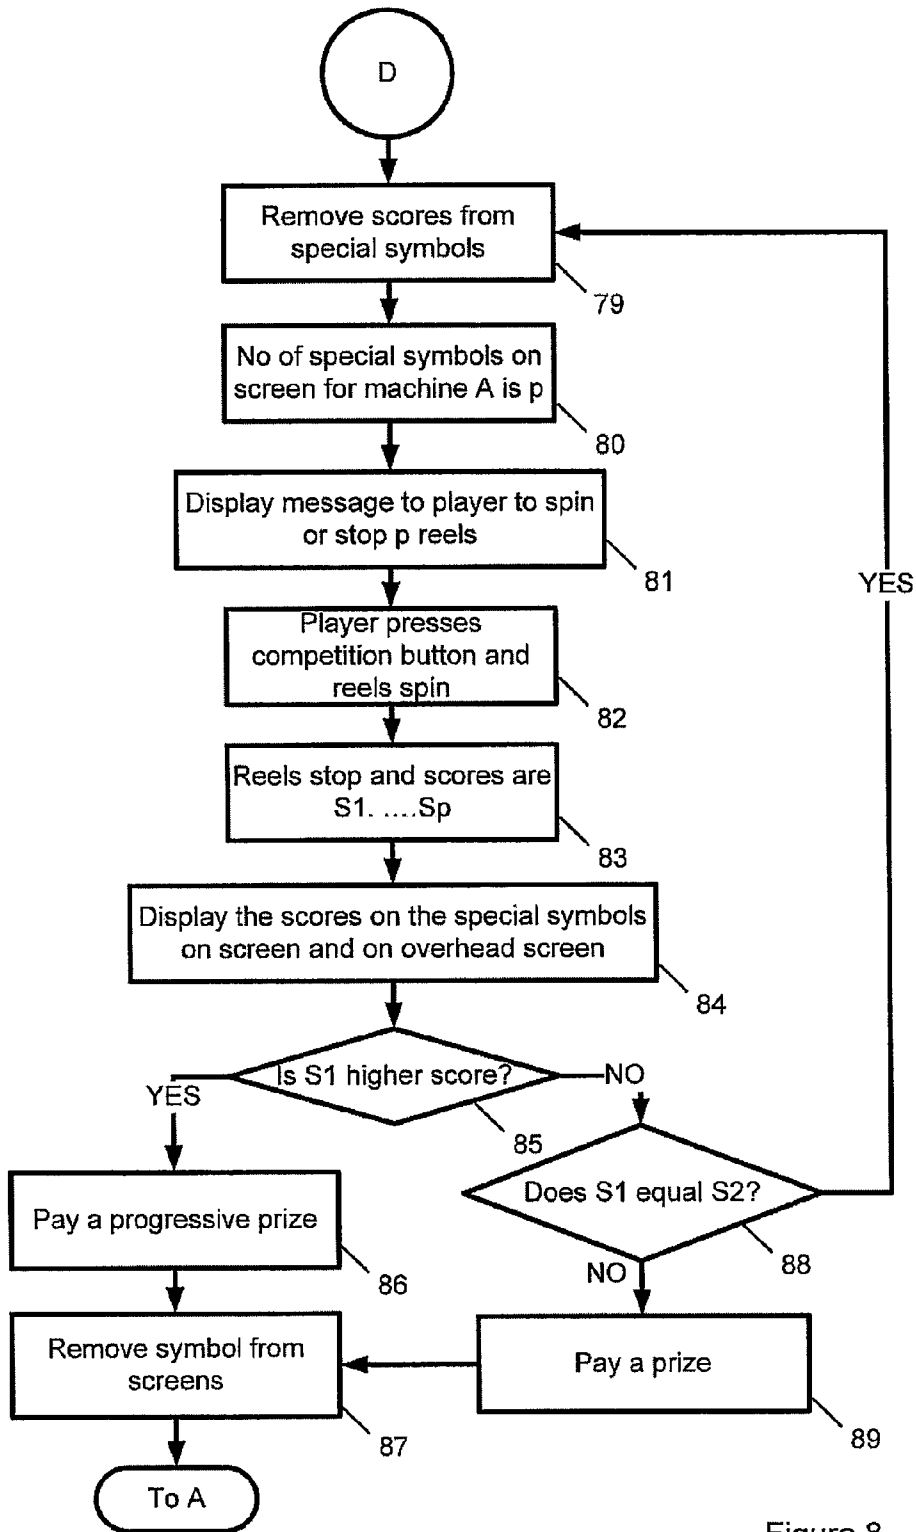 D
Remove scores from
special symbols
79
No of special symbols on
screen for machine A is p
80
Display message to player to spin
or stop p reels
81
YES
Player presses
competition button and
reels spin
82
Reels stop and scores are
S1. ....Sp
83
Display the scores on the special symbols
on screen and on overhead screen
84
Is S1 higher score?
YES
NO
85
Does S1 equal S2?
Pay a progressive prize
86
88
NO
Remove symbol from
screens
87
Pay a prize
89
To A
Figure 8